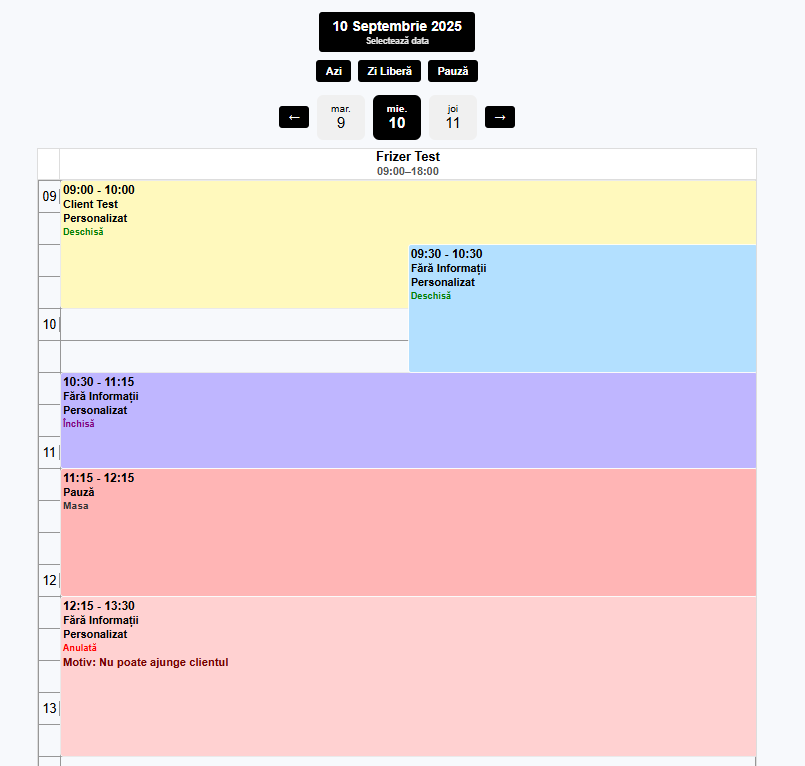 10 Septembrie 2025
Selectează data
Azi
Zi Liberă
Pauză
←
mar.
9
mie.
10
joi
11
→
Frizer Test
09:00–18:00
09
09:00 - 10:00
Client Test
Personalizat
Deschisă
09:30 - 10:30
Fără Informații
Personalizat
Deschisă
10
10:30 - 11:15
Fără Informații
Personalizat
Închisă
11
11:15 - 12:15
Pauză
Masa
12
12:15 - 13:30
Fără Informații
Personalizat
Anulată
Motiv: Nu poate ajunge clientul
13